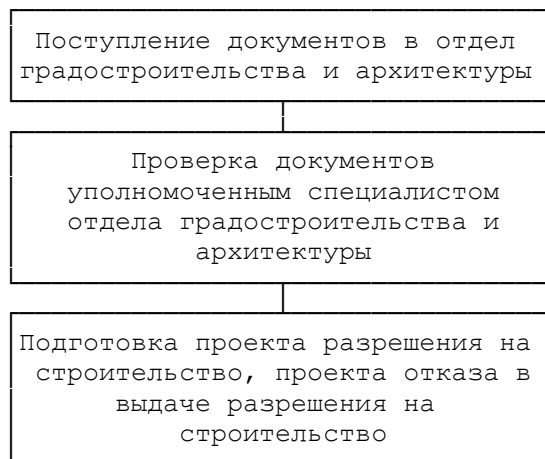 Поступление документов в отдел
градостроительства и архитектуры
Проверка документов
уполномоченным специалистом
отдела градостроительства и
архитектуры
Подготовка проекта разрешения на
строительство, проекта отказа в
выдаче разрешения на
строительство